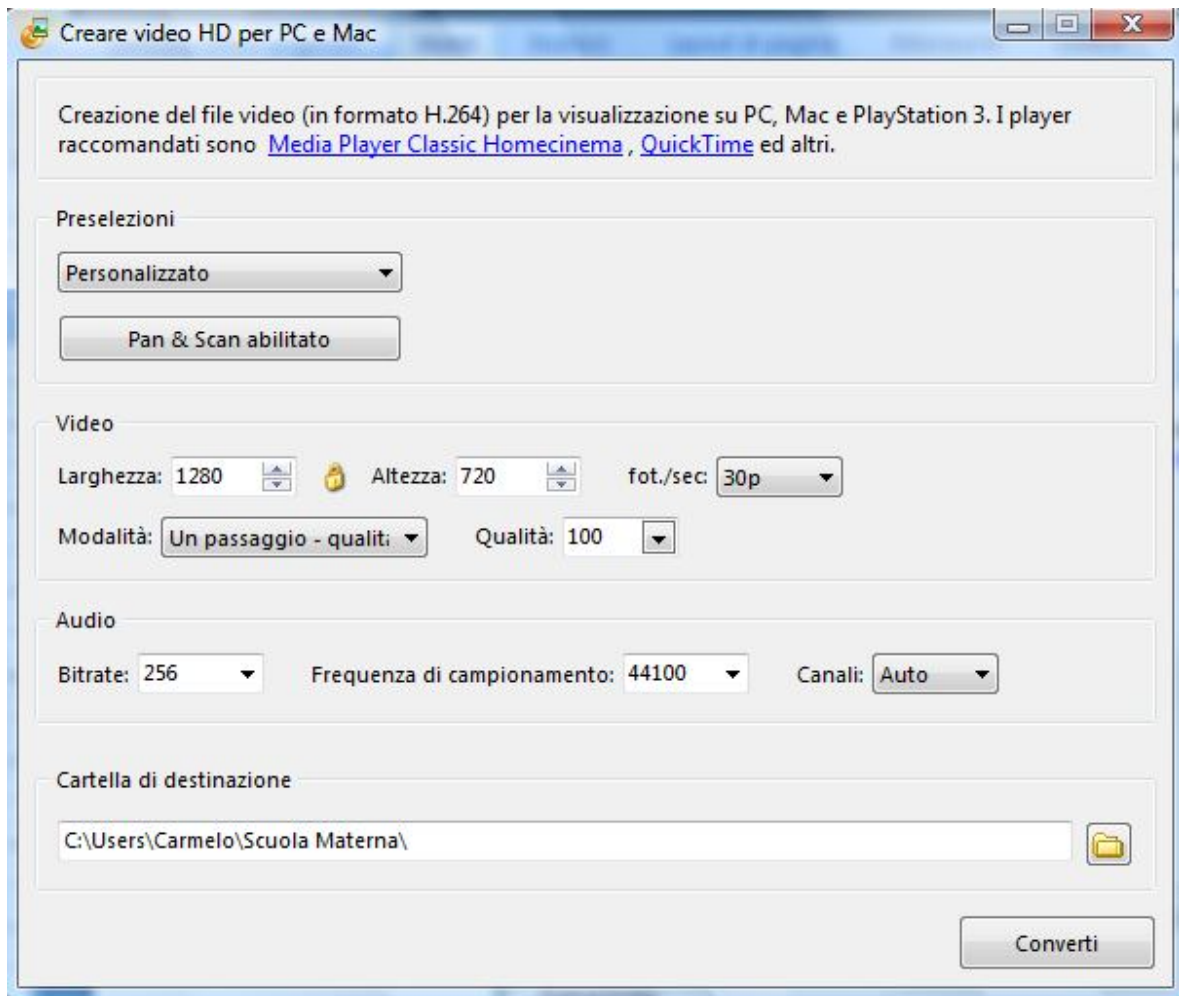 Creare video HD per PC e Mac
Creazione del file video (in formato H.264) per la visualizzazione su PC, Mac e PlayStation 3. I player
raccomandati sono Media Player Classic Homecinema , QuickTime ed altri.
Preselezioni
Personalizzato
Pan & Scan abilitato
Video
Larghezza: 1280 Altezza: 720 fot./sec: 30p
Modalità: Un passaggio - qualit Qualità: 100
Audio
Bitrate: 256 Frequenza di campionamento: 44100 Canali: Auto
Cartella di destinazione
C:\Users\Carmelo\Scuola Materna\
Converti